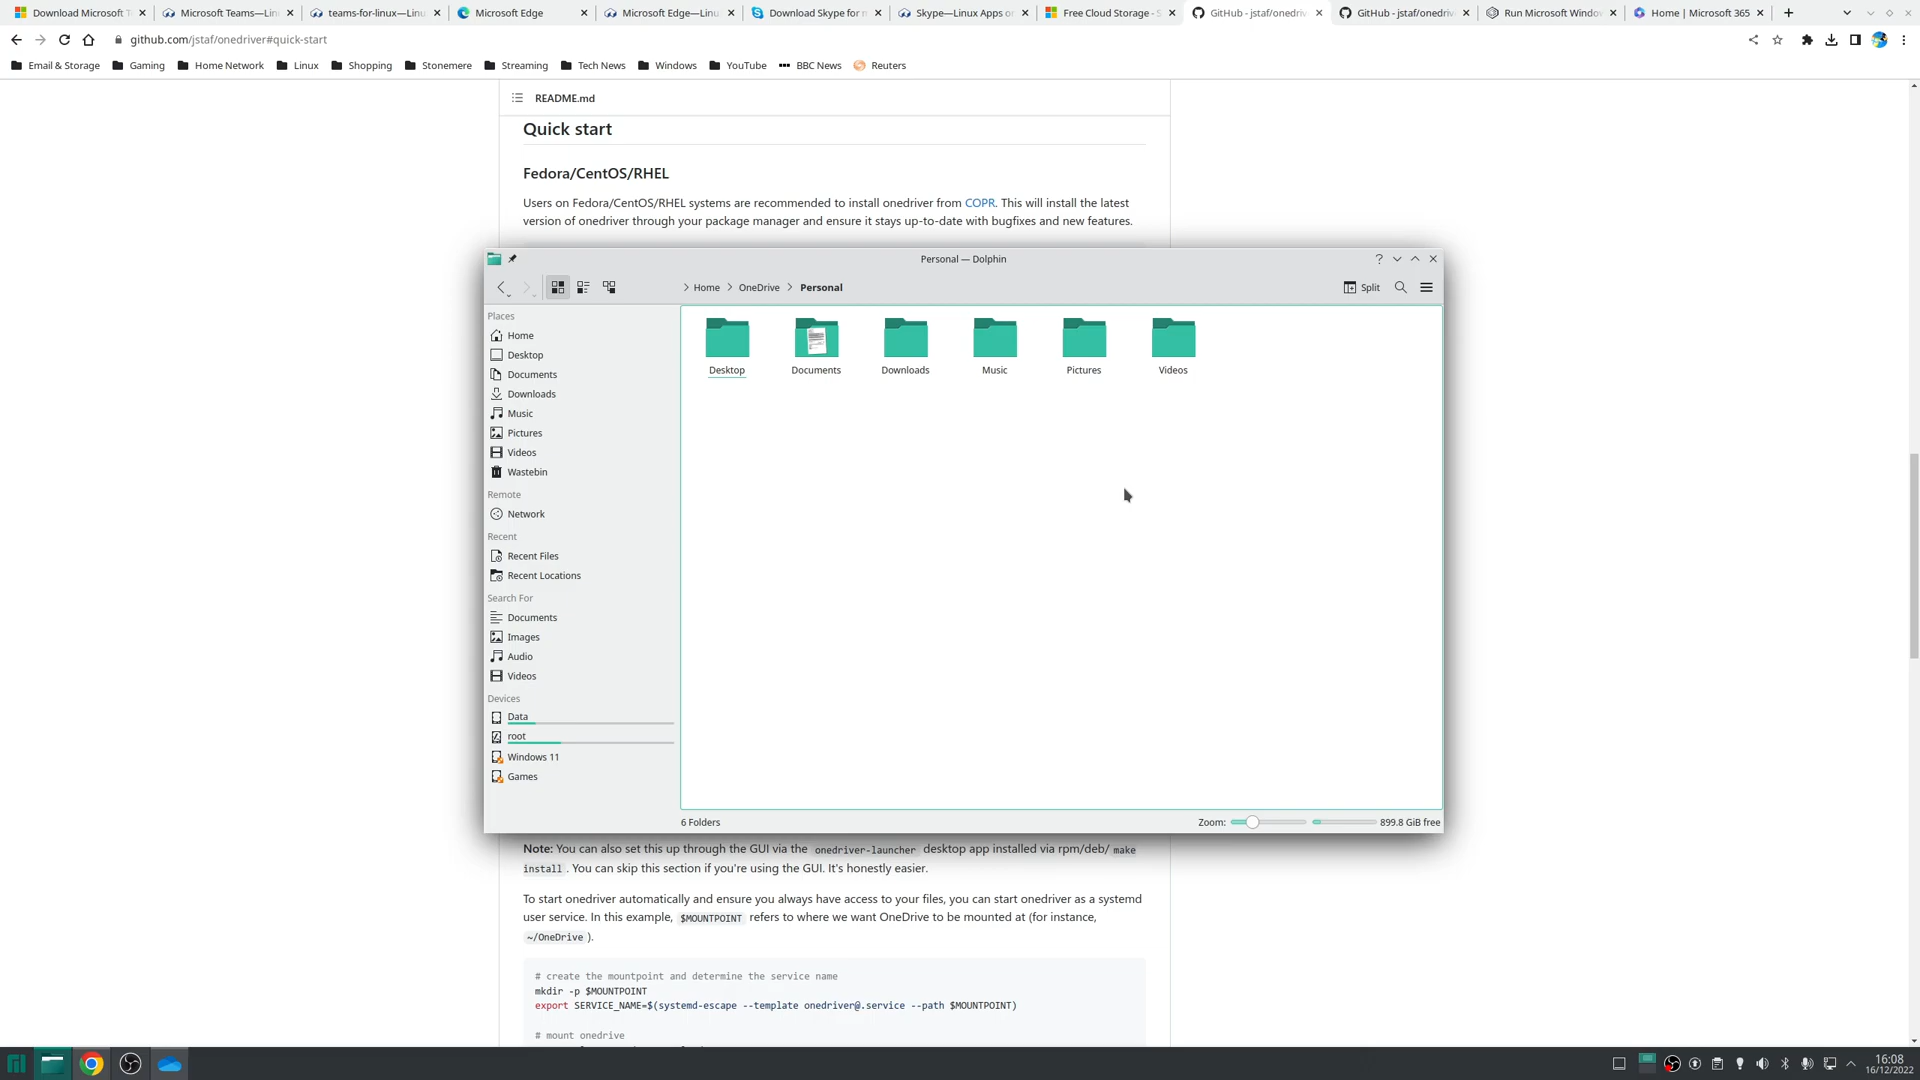 Download Microsoft T
Microsoft Teams—Lin
teams-for-linux—Linu
Microsoft Edge
Microsoft Edge—Linu
Download Skype for n
Skype—Linux Apps o
Free Cloud Storage - S
GitHub - jstaf/onedriv
GitHub - jstaf/onedriv
Run Microsoft Window
Home | Microsoft 365
github.com/jstaf/onedriver#quick-start
Email & Storage
Gaming
Home Network
Linux
Shopping
Stonemere
Streaming
Tech News
Windows
YouTube
BBC News
Reuters
README.md
Quick start
Fedora/CentOS/RHEL
Users on Fedora/CentOS/RHEL systems are recommended to install onedriver from COPR. This will install the latest
version of onedriver through your package manager and ensure it stays up-to-date with bugfixes and new features.
Personal — Dolphin
Home
OneDrive
Personal
Split
Places
Home
Desktop
Documents
Downloads
Music
Pictures
Videos
Wastebin
Remote
Network
Recent
Recent Files
Recent Locations
Search For
Documents
Images
Audio
Videos
Devices
Data
root
Windows 11
Games
Desktop
Documents
Downloads
Music
Pictures
Videos
6 Folders
Zoom:
899.8 GiB free
Note: You can also set this up through the GUI via the onedriver-launcher desktop app installed via rpm/deb/ make
install . You can skip this section if you're using the GUI. It's honestly easier.
To start onedriver automatically and ensure you always have access to your files, you can start onedriver as a systemd
user service. In this example, $MOUNTPOINT refers to where we want OneDrive to be mounted at (for instance,
~/OneDrive ).
# create the mountpoint and determine the service name
mkdir -p $MOUNTPOINT
export SERVICE_NAME=$(systemd-escape --template onedriver@.service --path $MOUNTPOINT)
# mount onedrive
16:08
16/12/2022